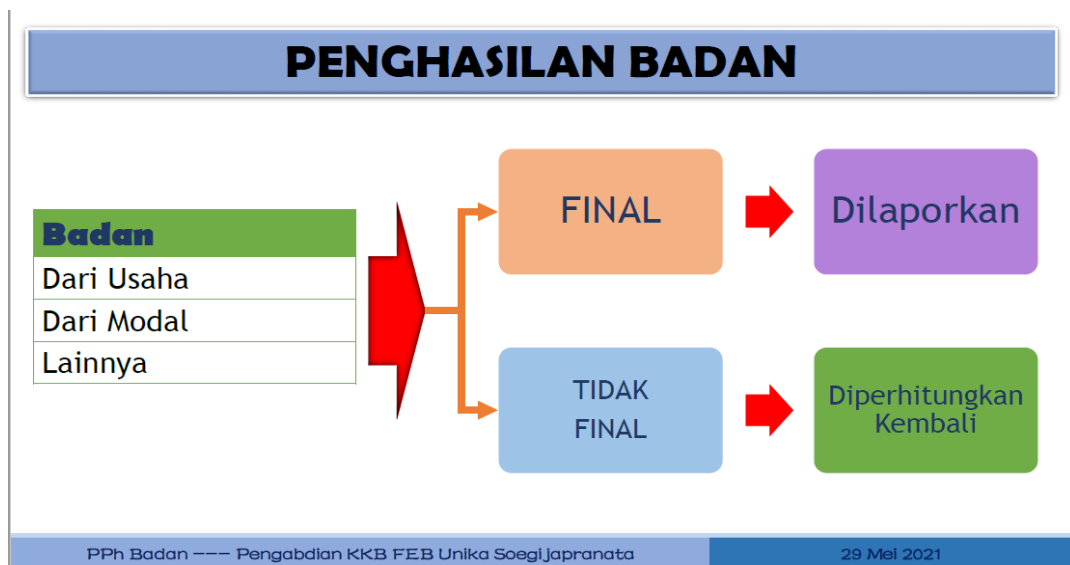 PENGHASILAN BADAN
Badan
Dari Usaha
Dari Modal
Lainnya
FINAL
Dilaporkan
TIDAK
FINAL
Diperhitungkan
Kembali
PPh Badan --- Pengabdian KKB FEB Unika Soegijapranata
29 Mei 2021